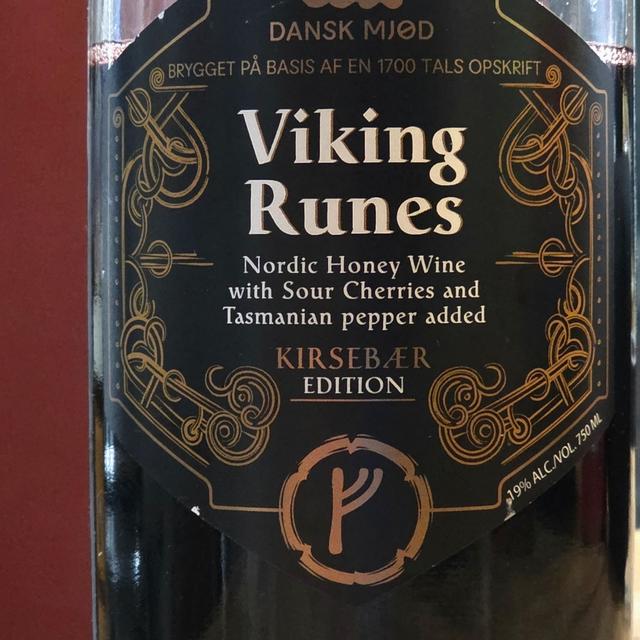 DANSK MJØD
BRYGGET PÅ BASIS AF EN 1700 TALS OPSKRIFT
Viking
Runes
Nordic Honey Wine
with Sour Cherries and
Tasmanian pepper added
KIRSEBÆR
EDITION
ᚠ
19% ALC./VOL. 750 ML